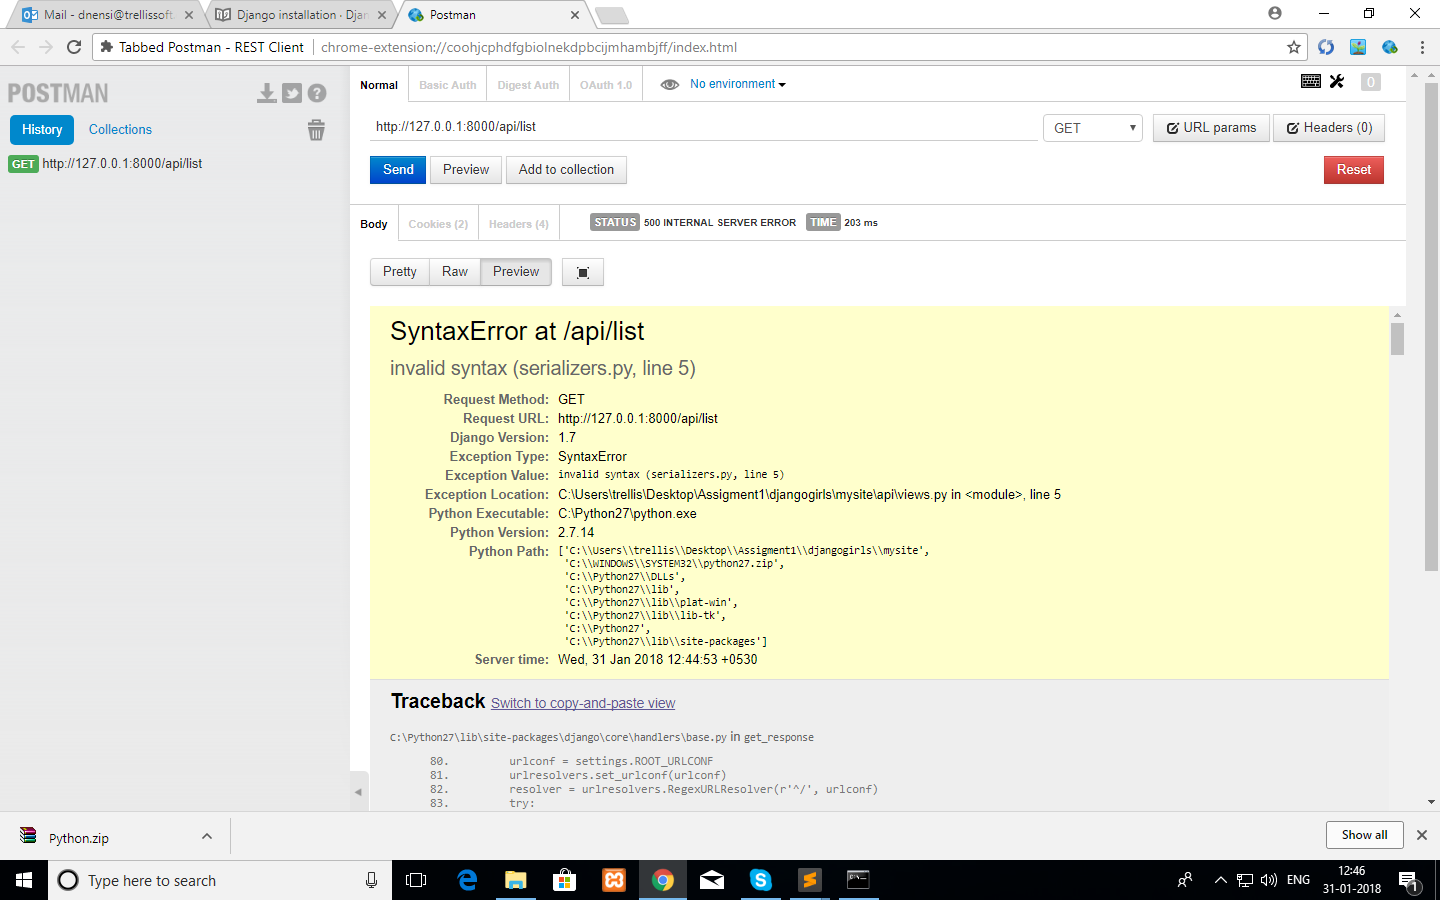 Mail - dnensi@trellissoft.
Django installation · Djan
Postman
Tabbed Postman - REST Client
chrome-extension://coohjcphdfgbiolnekdpbcijmhambjff/index.html
POSTMAN
History
Collections
GET http://127.0.0.1:8000/api/list
Normal
Basic Auth
Digest Auth
OAuth 1.0
No environment
0
http://127.0.0.1:8000/api/list
GET
URL params
Headers (0)
Send
Preview
Add to collection
Reset
Body
Cookies (2)
Headers (4)
STATUS 500 INTERNAL SERVER ERROR TIME 203 ms
Pretty
Raw
Preview
SyntaxError at /api/list
invalid syntax (serializers.py, line 5)
Request Method: GET
Request URL: http://127.0.0.1:8000/api/list
Django Version: 1.7
Exception Type: SyntaxError
Exception Value: invalid syntax (serializers.py, line 5)
Exception Location: C:\Users\trellis\Desktop\Assigment1\djangogirls\mysite\api\views.py in <module>, line 5
Python Executable: C:\Python27\python.exe
Python Version: 2.7.14
Python Path: ['C:\\Users\\trellis\\Desktop\\Assigment1\\djangogirls\\mysite',
'C:\\WINDOWS\\SYSTEM32\\python27.zip',
'C:\\Python27\\DLLs',
'C:\\Python27\\lib',
'C:\\Python27\\lib\\plat-win',
'C:\\Python27\\lib\\lib-tk',
'C:\\Python27',
'C:\\Python27\\lib\\site-packages']
Server time: Wed, 31 Jan 2018 12:44:53 +0530
Traceback Switch to copy-and-paste view
C:\Python27\lib\site-packages\django\core\handlers\base.py in get_response
80. urlconf = settings.ROOT_URLCONF
81. urlresolvers.set_urlconf(urlconf)
82. resolver = urlresolvers.RegexURLResolver(r'^/', urlconf)
83. try:
Python.zip
Show all
Type here to search
ENG
12:46
31-01-2018
1